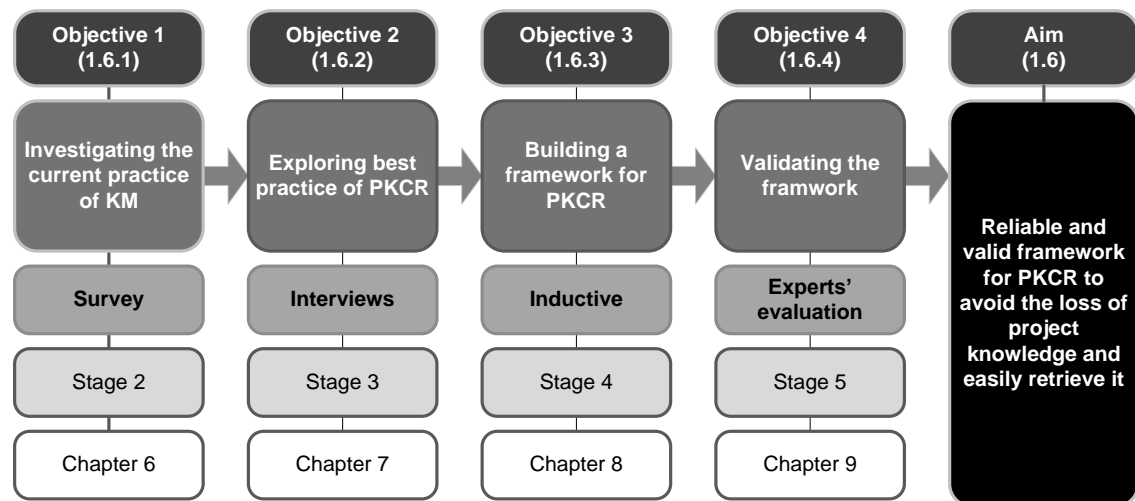 Objective 1
(1.6.1)
Investigating the
current practice
of KM
Survey
Stage 2
Chapter 6
Objective 2
(1.6.2)
Exploring best
practice of PKCR
Interviews
Stage 3
Chapter 7
Objective 3
(1.6.3)
Building a
framework for
PKCR
Inductive
Stage 4
Chapter 8
Objective 4
(1.6.4)
Validating the
framwork
Experts’
evaluation
Stage 5
Chapter 9
Aim
(1.6)
Reliable and
valid framework
for PKCR to
avoid the loss of
project
knowledge and
easily retrieve it